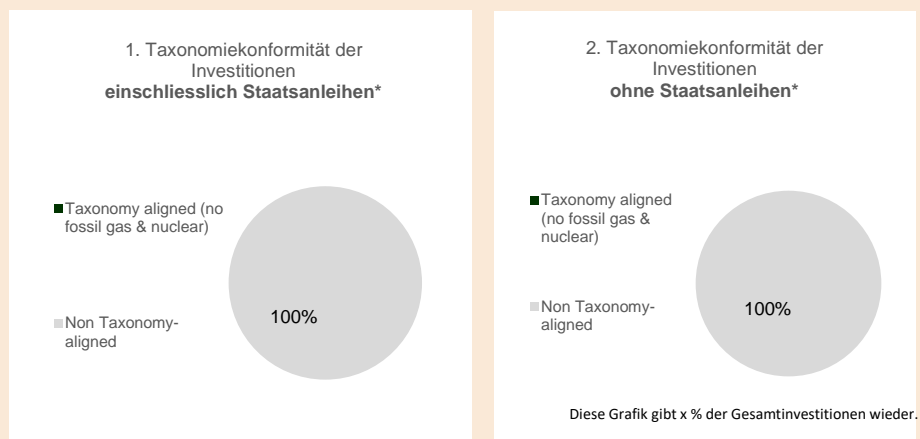 1. Taxonomiekonformität der
Investitionen
einschliesslich Staatsanleihen*
Taxonomy aligned (no
fossil gas & nuclear)
Non Taxonomy-
aligned
100%
2. Taxonomiekonformität der
Investitionen
ohne Staatsanleihen*
Taxonomy aligned
(no fossil gas &
nuclear)
Non Taxonomy-
aligned
100%
Diese Grafik gibt x % der Gesamtinvestitionen wieder.